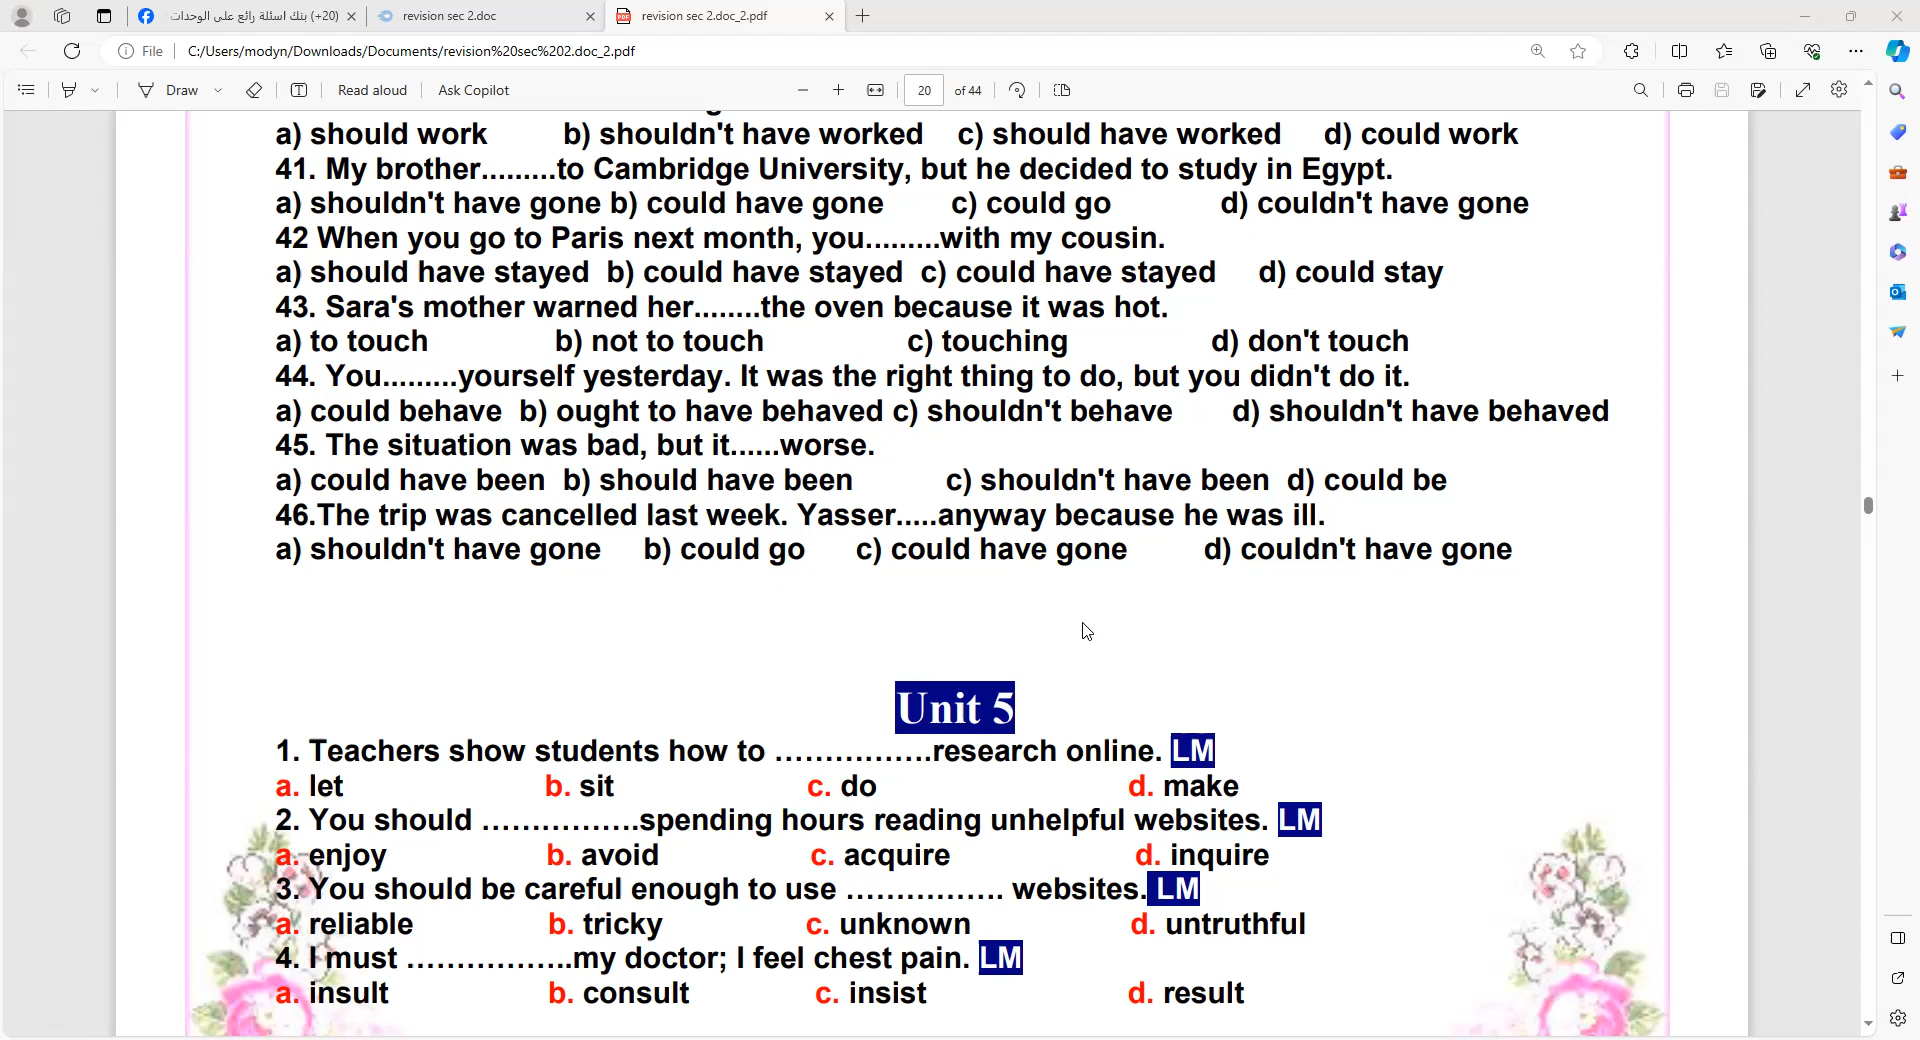 بنك اسئلة رائع على الوحدات (20+)
revision sec 2.doc
revision sec 2.doc_2.pdf
File
C:/Users/modyn/Downloads/Documents/revision%20sec%202.doc_2.pdf
Draw
Read aloud
Ask Copilot
20 of 44
a) should work b) shouldn't have worked c) should have worked d) could work
41. My brother.........to Cambridge University, but he decided to study in Egypt.
a) shouldn't have gone b) could have gone c) could go d) couldn't have gone
42 When you go to Paris next month, you.........with my cousin.
a) should have stayed b) could have stayed c) could have stayed d) could stay
43. Sara's mother warned her........the oven because it was hot.
a) to touch b) not to touch c) touching d) don't touch
44. You.........yourself yesterday. It was the right thing to do, but you didn't do it.
a) could behave b) ought to have behaved c) shouldn't behave d) shouldn't have behaved
45. The situation was bad, but it......worse.
a) could have been b) should have been c) shouldn't have been d) could be
46.The trip was cancelled last week. Yasser.....anyway because he was ill.
a) shouldn't have gone b) could go c) could have gone d) couldn't have gone
Unit 5
1. Teachers show students how to ……………..research online. LM
a. let b. sit c. do d. make
2. You should ……………..spending hours reading unhelpful websites. LM
a. enjoy b. avoid c. acquire d. inquire
3. You should be careful enough to use ……………. websites. LM
a. reliable b. tricky c. unknown d. untruthful
4. I must ……………..my doctor; I feel chest pain. LM
a. insult b. consult c. insist d. result